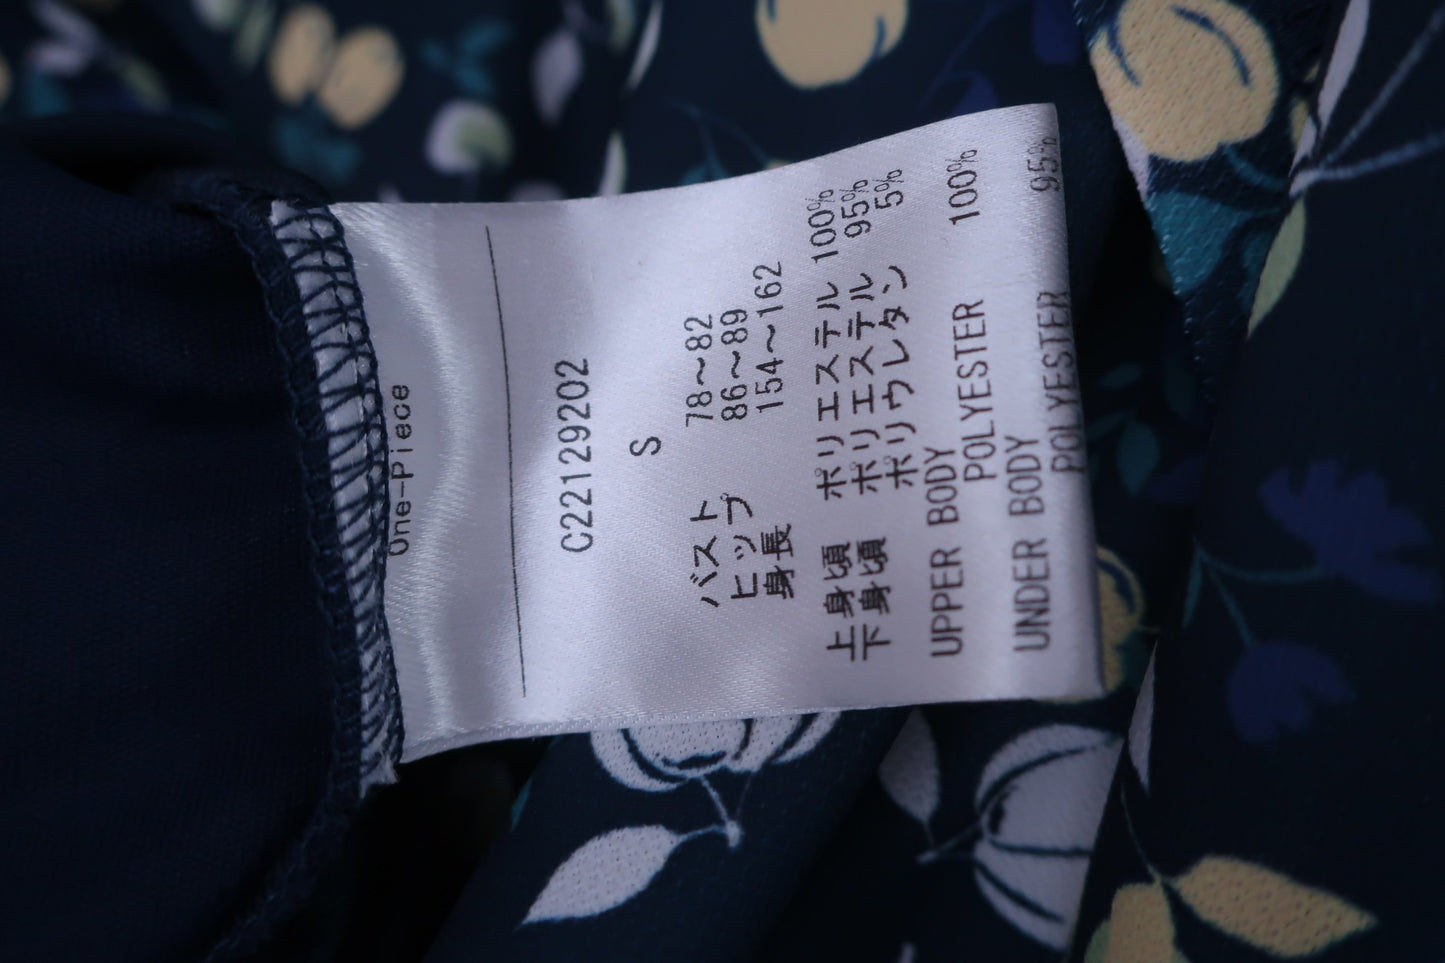 One-Piece
C22129202
S
バスト 78～82
ヒップ 86～89
身長 154～162
上身頃 ポリエステル 100%
下身頃 ポリエステル 95%
ポリウレタン 5%
UPPER BODY
POLYESTER 100%
UNDER BODY
POLYESTER 95%